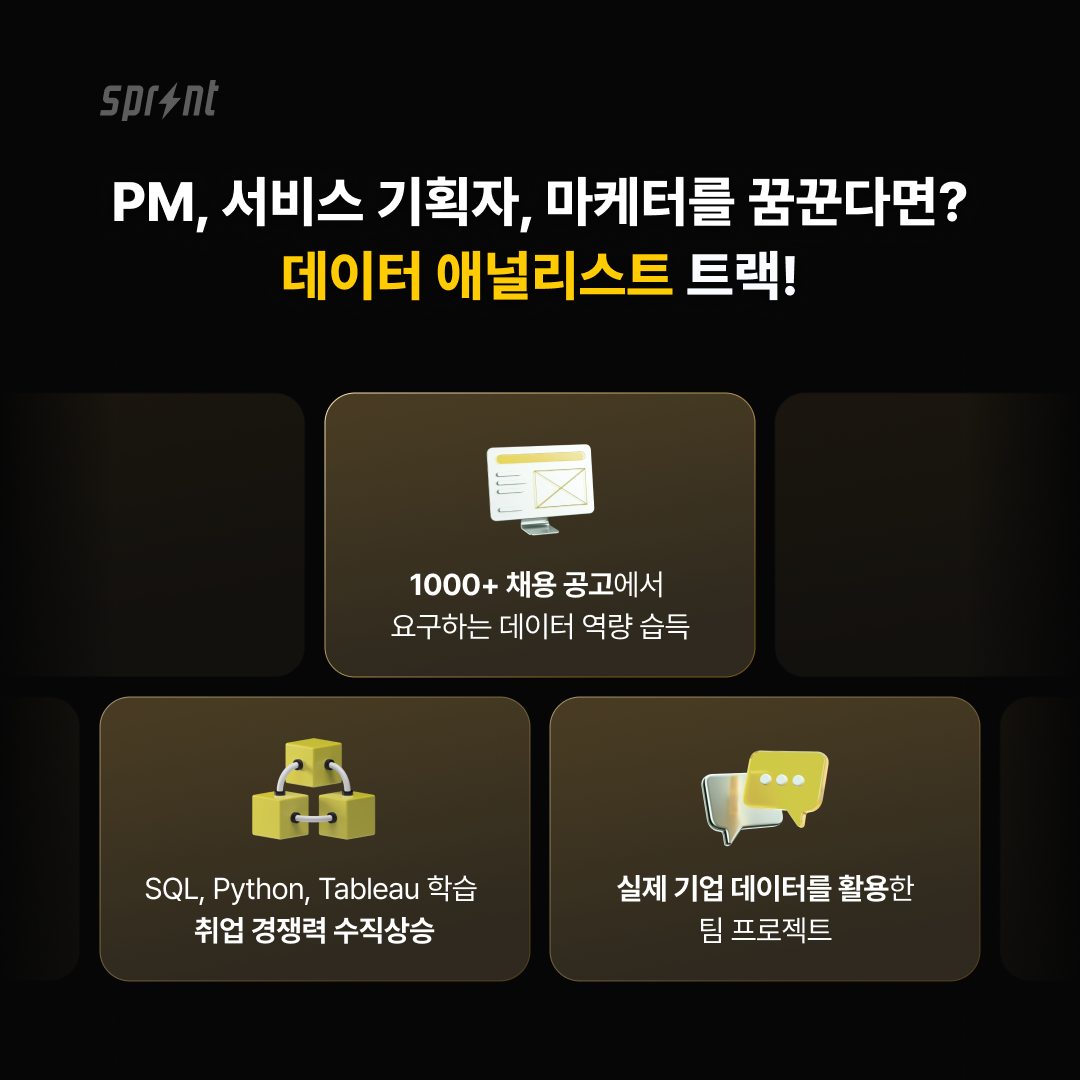 sprint
PM, 서비스 기획자, 마케터를 꿈꾼다면?
데이터 애널리스트 트랙!
1000+ 채용 공고에서
요구하는 데이터 역량 습득
SQL, Python, Tableau 학습
취업 경쟁력 수직상승
실제 기업 데이터를 활용한
팀 프로젝트